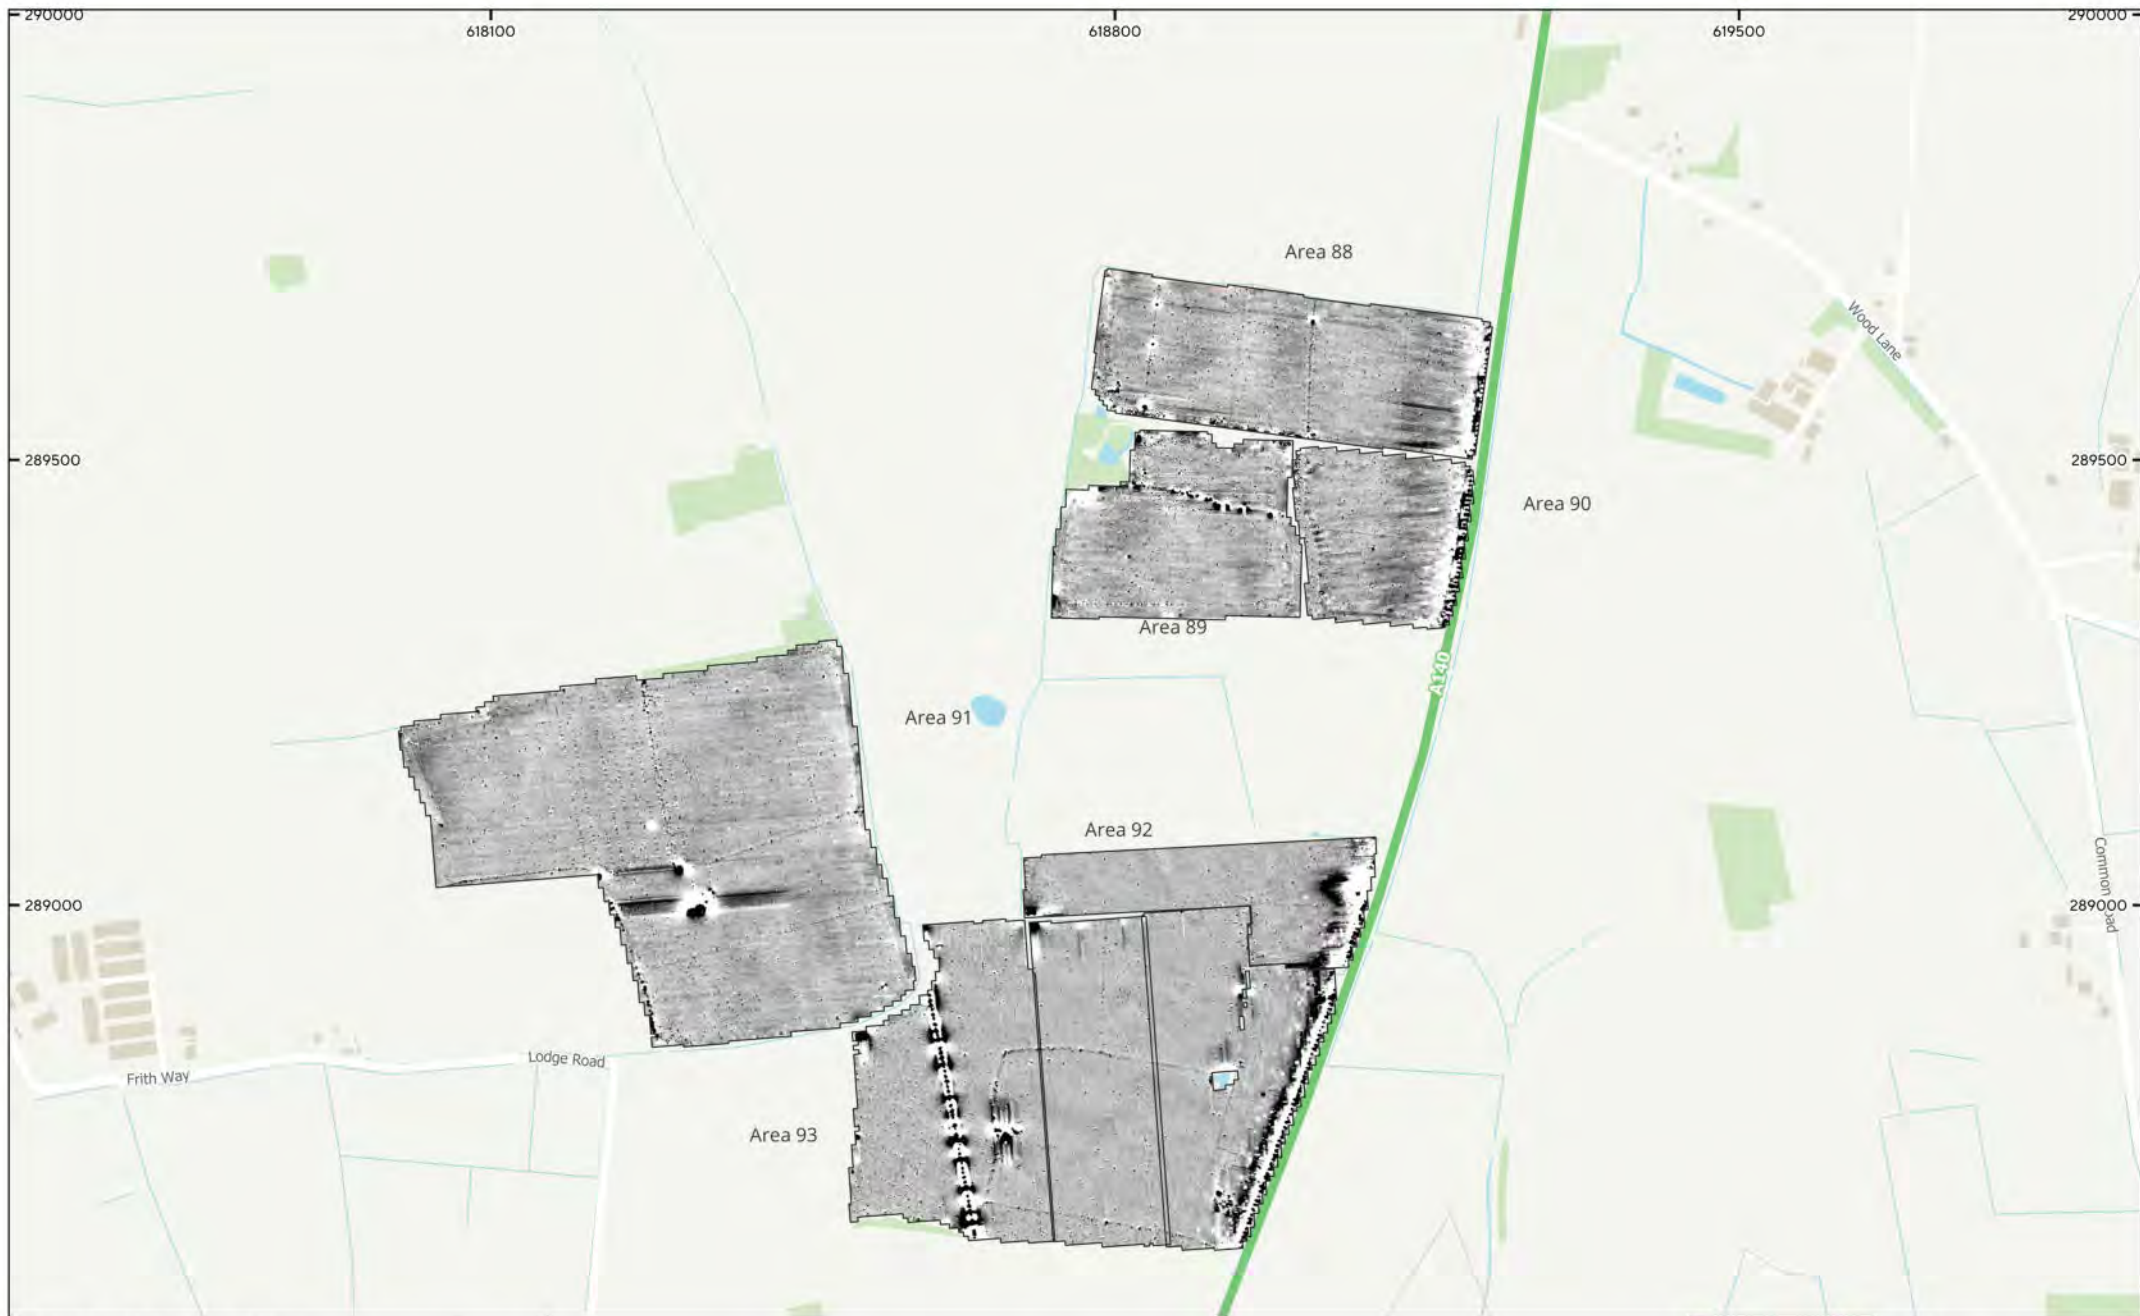 290000
290000
618100
618800
619500
Area 88
Wood Lane
289500
289500
Area 90
Area 89
A140
Area 91
Area 92
Common Road
289000
289000
Lodge Road
Frith Way
Area 93